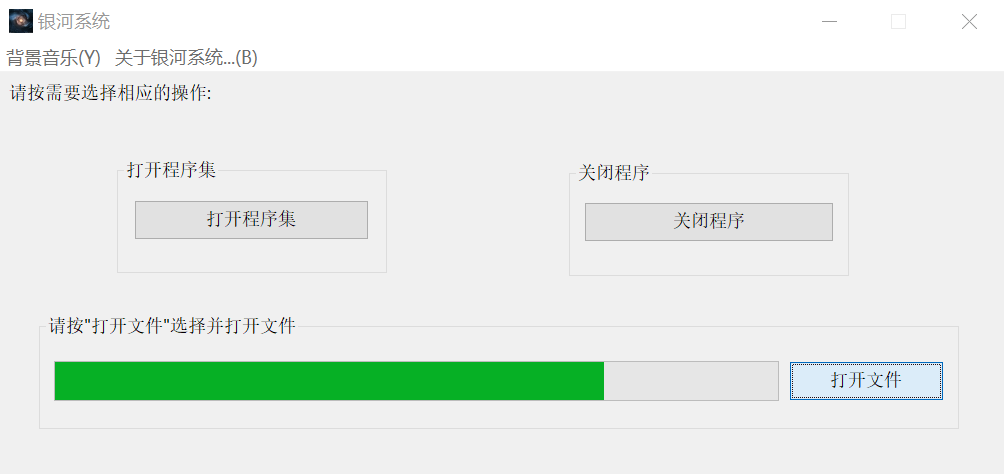 银河系统
背景音乐(Y) 关于银河系统...(B)
请按需要选择相应的操作:
打开程序集
关闭程序
打开程序集
关闭程序
请按"打开文件"选择并打开文件
打开文件